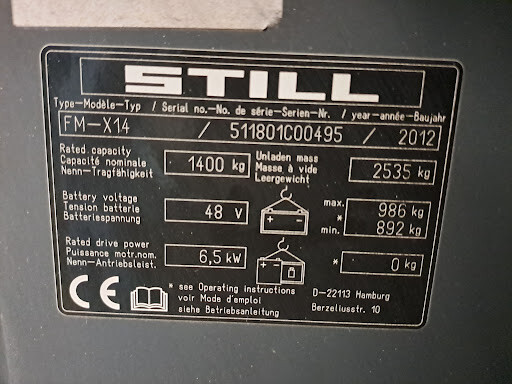 STILL
Type-Modèle-Typ / Serial no.-No. de série-Serien-Nr. / year-année-Baujahr
FM-X14 / 511801C00495 / 2012
Rated capacity
Capacité nominale
Nenn-Tragfähigkeit
1400 kg
Unladen mass
Masse à vide
Leergewicht
2535 kg
Battery voltage
Tension batterie
Batteriespannung
48 V
max. 986 kg
*
min. 892 kg
Rated drive power
Puissance motr.nom.
Nenn-Antriebsleist.
6,5 kW
* 0 kg
CE
* see Operating Instructions
voir Mode d'emploi
siehe Betriebsanleitung
D-22113 Hamburg
Berzeliusstr. 10